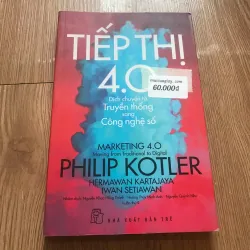 TIẾP THỊ
4.0
60.000₫
Dịch chuyển từ
Truyền thống
sang
Công nghệ số
MARKETING 4.0
Moving from Traditional to Digital
PHILIP KOTLER
HERMAWAN KARTAJAYA
IWAN SETIAWAN
NHÀ XUẤT BẢN TRẺ